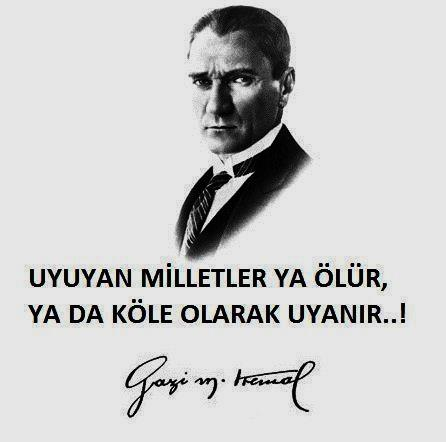 UYUYAN MİLLETLER YA ÖLÜR,
YA DA KÖLE OLARAK UYANIR..!
Gazi M. Kemal